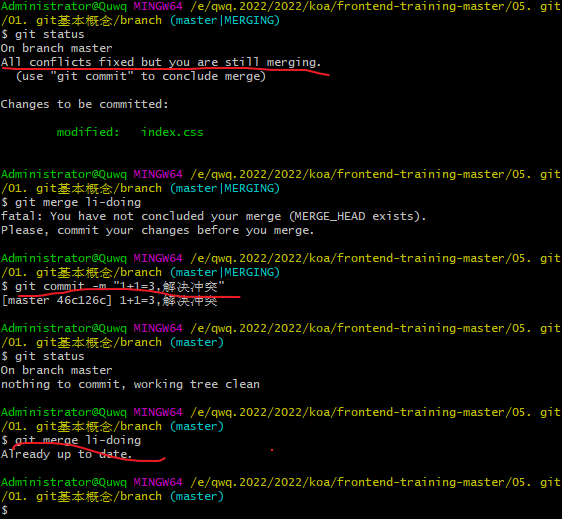 Administrator@Quwq MINGW64 /e/qwq.2022/2022/koa/frontend-training-master/05. git
/01. git基本概念/branch (master|MERGING)
$ git status
On branch master
All conflicts fixed but you are still merging.
  (use "git commit" to conclude merge)

Changes to be committed:

        modified:   index.css

Administrator@Quwq MINGW64 /e/qwq.2022/2022/koa/frontend-training-master/05. git
/01. git基本概念/branch (master|MERGING)
$ git merge li-doing
fatal: You have not concluded your merge (MERGE_HEAD exists).
Please, commit your changes before you merge.

Administrator@Quwq MINGW64 /e/qwq.2022/2022/koa/frontend-training-master/05. git
/01. git基本概念/branch (master|MERGING)
$ git commit -m "1+1=3,解决冲突"
[master 46c126c] 1+1=3,解决冲突

Administrator@Quwq MINGW64 /e/qwq.2022/2022/koa/frontend-training-master/05. git
/01. git基本概念/branch (master)
$ git status
On branch master
nothing to commit, working tree clean

Administrator@Quwq MINGW64 /e/qwq.2022/2022/koa/frontend-training-master/05. git
/01. git基本概念/branch (master)
$ git merge li-doing
Already up to date.

Administrator@Quwq MINGW64 /e/qwq.2022/2022/koa/frontend-training-master/05. git
/01. git基本概念/branch (master)
$